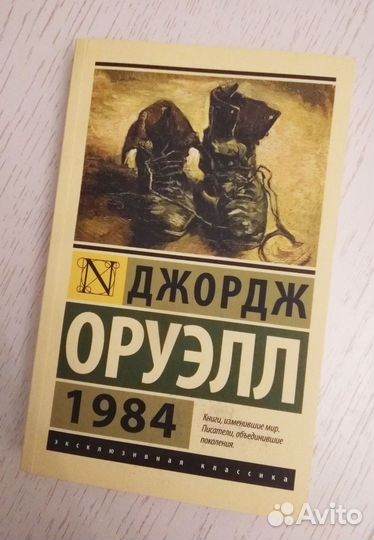 N
ДЖОРДЖ
ОРУЭЛЛ
1984
Книги, изменившие мир.
Писатели, объединившие
поколения.
эксклюзивная классика
Avito